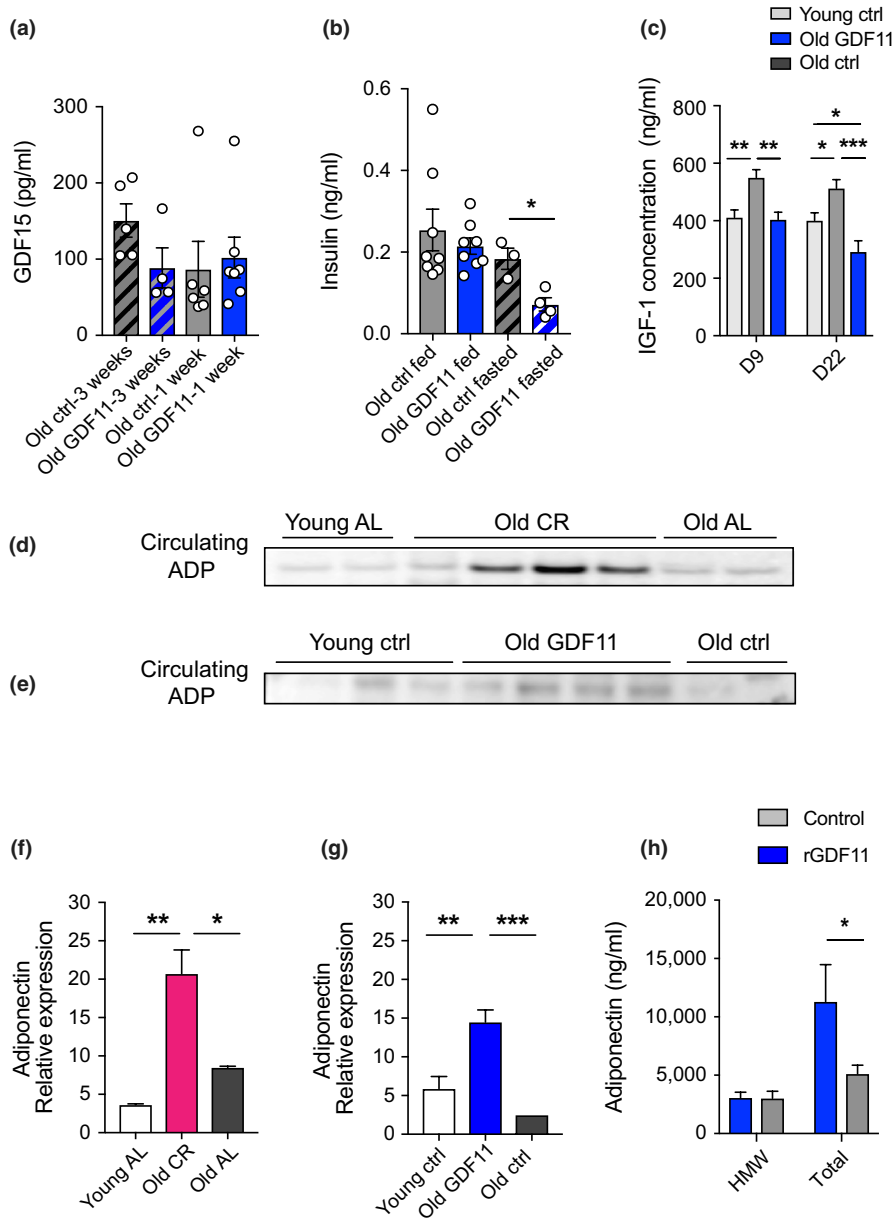 (a)
GDF15 (pg/ml)
300
200
100
0
Old ctrl-3 weeks
Old GDF11-3 weeks
Old ctrl-1 week
Old GDF11-1 week
(b)
Insulin (ng/ml)
0.6
0.4
0.2
0.0
*
Old ctrl fed
Old GDF11 fed
Old ctrl fasted
Old GDF11 fasted
(c)
Young ctrl
Old GDF11
Old ctrl
IGF-1 concentration (ng/ml)
800
600
400
200
0
** **
*
* ***
D9
D22
(d)
Circulating
ADP
Young AL
Old CR
Old AL
(e)
Circulating
ADP
Young ctrl
Old GDF11
Old ctrl
(f)
Adiponectin
Relative expression
30
25
20
15
10
5
0
** *
Young AL
Old CR
Old AL
(g)
Adiponectin
Relative expression
30
25
20
15
10
5
0
** ***
Young ctrl
Old GDF11
Old ctrl
(h)
Control
rGDF11
Adiponectin (ng/ml)
20,000
15,000
10,000
5,000
0
*
HMW
Total